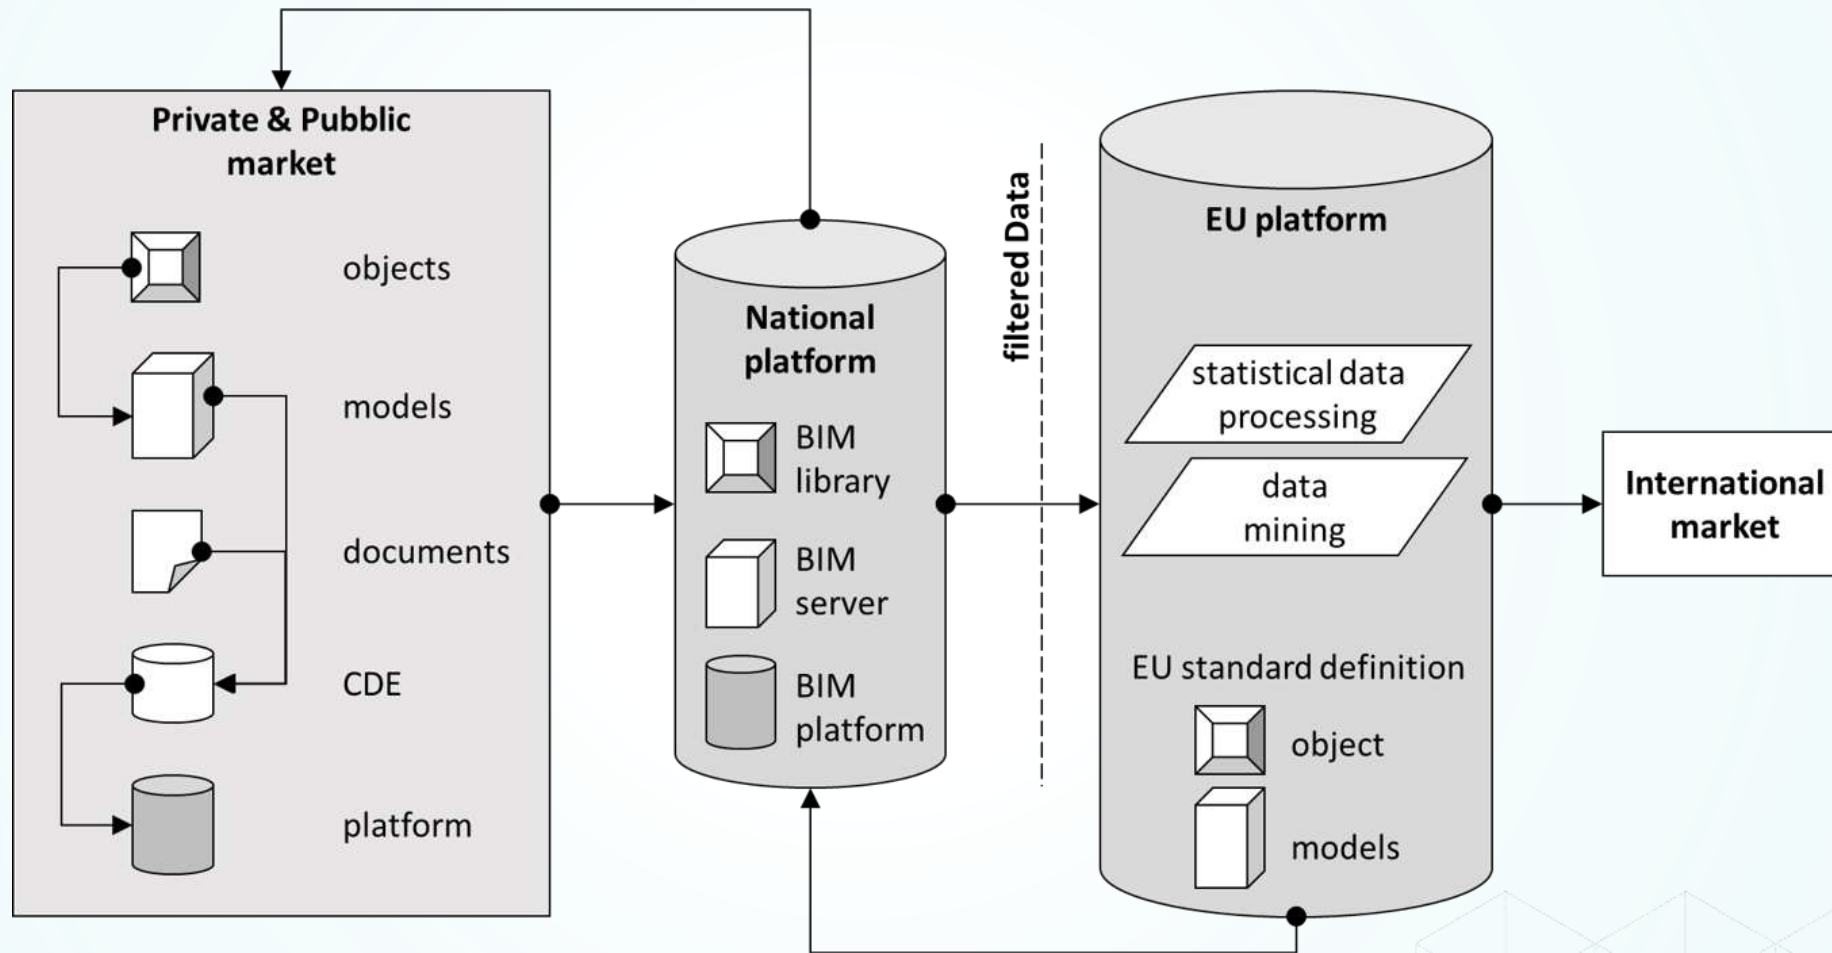 Private & Pubblic
market
objects
models
documents
CDE
platform
National
platform
BIM
library
BIM
server
BIM
platform
filtered Data
EU platform
statistical data
processing
data
mining
EU standard definition
object
models
International
market